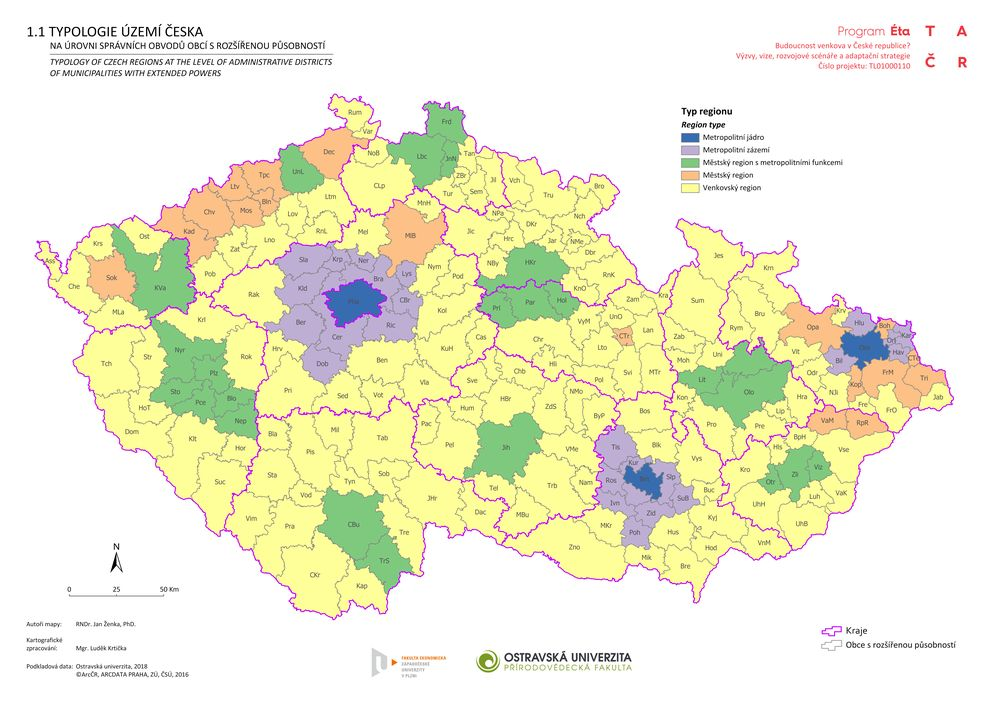 1.1 TYPOLOGIE ÚZEMÍ ČESKA
NA ÚROVNI SPRÁVNÍCH OBVODŮ OBCÍ S ROZŠÍŘENOU PŮSOBNOSTÍ
TYPOLOGY OF CZECH REGIONS AT THE LEVEL OF ADMINISTRATIVE DISTRICTS
OF MUNICIPALITIES WITH EXTENDED POWERS
Program Éta
Budoucnost venkova v České republice?
Výzvy, vize, rozvojové scénáře a adaptační strategie
Číslo projektu: TL01000110
T A
Č R
Typ regionu
Region type
Metropolitní jádro
Metropolitní zázemí
Městský region s metropolitními funkcemi
Městský region
Venkovský region
Rum
Frd
Var
Dec
NoB
Lbc
JnN
Tan
UnL
ZBr
Tpc
CLp
Tur
Sem
Jil
Vch
Tru
Bro
Ltv
Bln
Ltm
MnH
Chv
Mos
Lov
NPa
Nch
Kad
RnL
Mel
MlB
Jic
DKr
Krs
Ost
Lno
Hrc
Jar
NMe
Zat
Dbr
Ass
Sla
Krp
Ner
Nym
NBy
HKr
Jes
Sok
Pob
Bra
Lys
Pod
RnK
Krn
Che
KVa
Rak
Kld
KnO
Pha
CBr
Zam
Kra
Sum
MLa
Prl
Par
Hol
Bru
Krv
Krl
Ber
Ric
Kol
VyM
UnO
Rym
Opa
Hlu
Boh
Cer
Cas
Chr
CTr
Lan
Orl
Kar
Nyr
KuH
Lto
Zab
Hav
Tch
Str
Rok
Dob
Ben
Hli
Moh
Uni
Vit
Bil
Plz
Chb
Pol
Svi
MTr
Odr
FrM
Sto
Vla
Sve
Lit
Olo
Kop
Tri
Pce
Blo
Pri
Sed
Vot
HBr
NMo
Kon
Lip
Hra
NJi
Jab
HoT
Hum
ZdS
ByP
Bos
Pre
FrO
Nep
Pac
Pro
VaM
RpR
Dom
Bla
Mil
Tab
Pel
Jih
Tis
Blk
BpH
Klt
Hor
VMe
Kur
Vys
His
Vse
Sta
Sob
Kro
Zli
Viz
Suc
Tyn
Tel
Trb
Nam
Ros
Slp
Otr
Vod
JHr
Buc
Luh
VaK
Ivn
SuB
UhH
Vim
Pra
CBu
Dac
MBu
Zid
Kyj
UhB
MKr
Tre
Poh
Hus
VnM
Zno
Hod
TrS
Mik
Bre
CKr
Kap
N
0 25 50 Km
Autoři mapy: RNDr. Jan Ženka, PhD.
Kartografické
zpracování: Mgr. Luděk Krtička
Podkladová data: Ostravská univerzita, 2018
©ArcČR, ARCDATA PRAHA, ZÚ, ČSÚ, 2016
FAKULTA EKONOMICKÁ
ZÁPADOČESKÉ
UNIVERZITY
V PLZNI
OSTRAVSKÁ UNIVERZITA
PŘÍRODOVĚDECKÁ FAKULTA
Kraje
Obce s rozšířenou působností